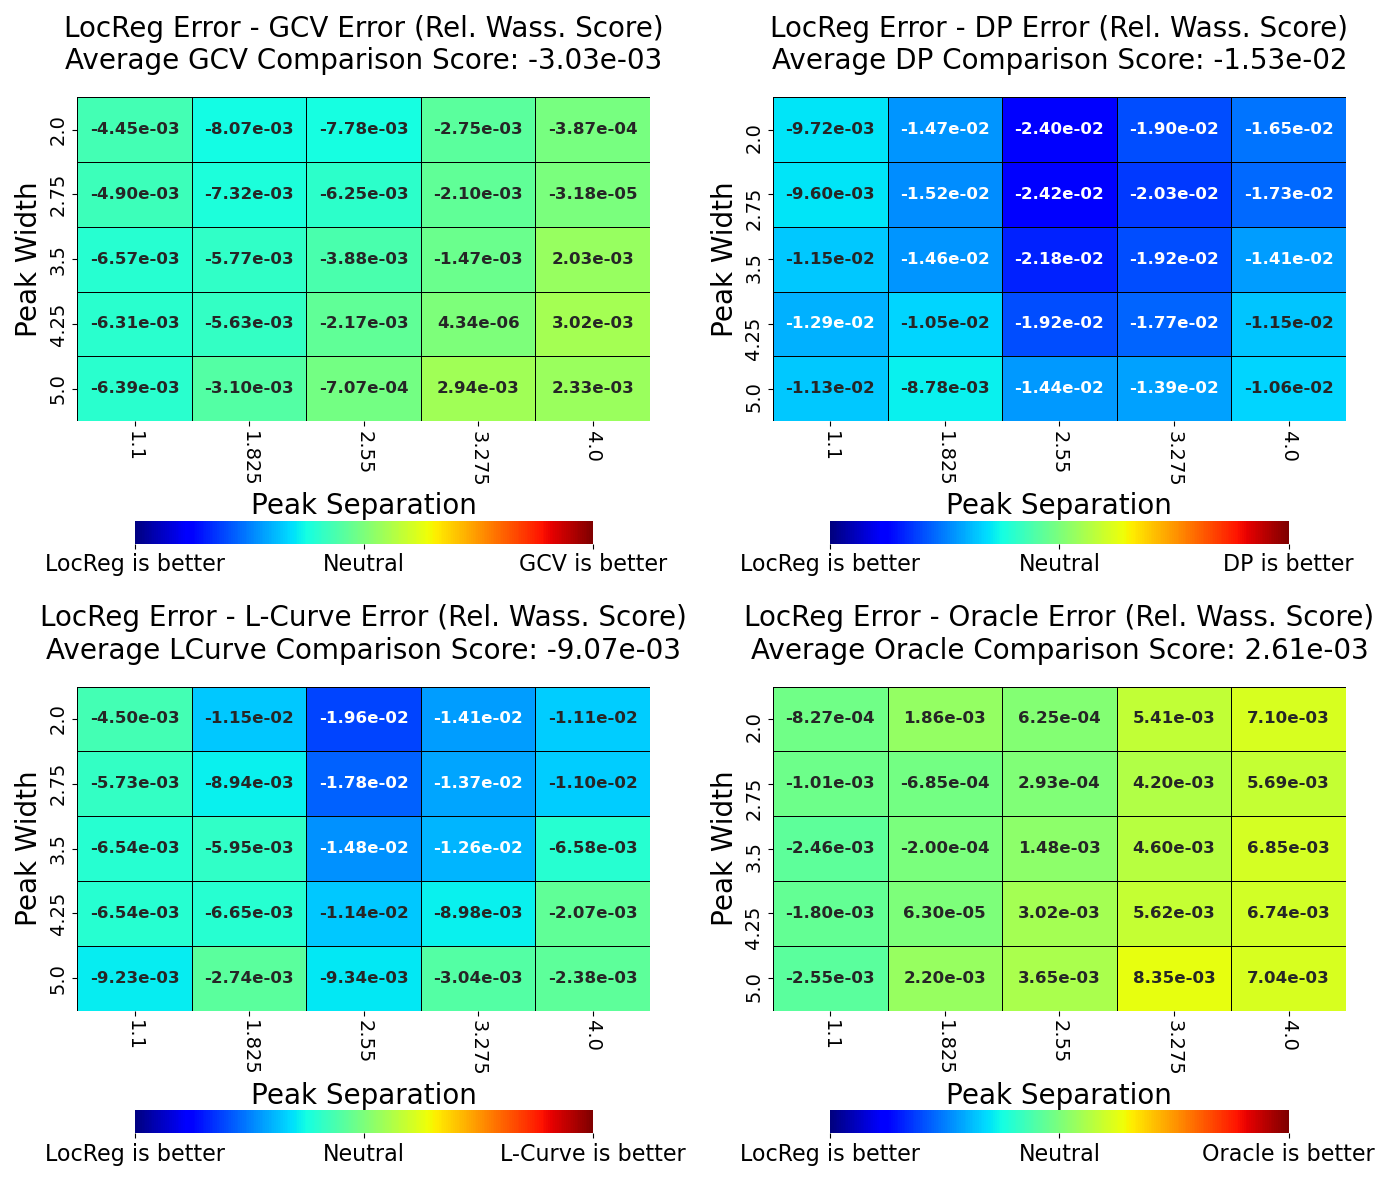 LocReg Error - GCV Error (Rel. Wass. Score)
Average GCV Comparison Score: -3.03e-03
Peak Width
2.0 -4.45e-03 -8.07e-03 -7.78e-03 -2.75e-03 -3.87e-04
2.75 -4.90e-03 -7.32e-03 -6.25e-03 -2.10e-03 -3.18e-05
3.5 -6.57e-03 -5.77e-03 -3.88e-03 -1.47e-03 2.03e-03
4.25 -6.31e-03 -5.63e-03 -2.17e-03 4.34e-06 3.02e-03
5.0 -6.39e-03 -3.10e-03 -7.07e-04 2.94e-03 2.33e-03
1.1 1.825 2.55 3.275 4.0
Peak Separation
LocReg is better Neutral GCV is better
LocReg Error - DP Error (Rel. Wass. Score)
Average DP Comparison Score: -1.53e-02
Peak Width
2.0 -9.72e-03 -1.47e-02 -2.40e-02 -1.90e-02 -1.65e-02
2.75 -9.60e-03 -1.52e-02 -2.42e-02 -2.03e-02 -1.73e-02
3.5 -1.15e-02 -1.46e-02 -2.18e-02 -1.92e-02 -1.41e-02
4.25 -1.29e-02 -1.05e-02 -1.92e-02 -1.77e-02 -1.15e-02
5.0 -1.13e-02 -8.78e-03 -1.44e-02 -1.39e-02 -1.06e-02
1.1 1.825 2.55 3.275 4.0
Peak Separation
LocReg is better Neutral DP is better
LocReg Error - L-Curve Error (Rel. Wass. Score)
Average LCurve Comparison Score: -9.07e-03
Peak Width
2.0 -4.50e-03 -1.15e-02 -1.96e-02 -1.41e-02 -1.11e-02
2.75 -5.73e-03 -8.94e-03 -1.78e-02 -1.37e-02 -1.10e-02
3.5 -6.54e-03 -5.95e-03 -1.48e-02 -1.26e-02 -6.58e-03
4.25 -6.54e-03 -6.65e-03 -1.14e-02 -8.98e-03 -2.07e-03
5.0 -9.23e-03 -2.74e-03 -9.34e-03 -3.04e-03 -2.38e-03
1.1 1.825 2.55 3.275 4.0
Peak Separation
LocReg is better Neutral L-Curve is better
LocReg Error - Oracle Error (Rel. Wass. Score)
Average Oracle Comparison Score: 2.61e-03
Peak Width
2.0 -8.27e-04 1.86e-03 6.25e-04 5.41e-03 7.10e-03
2.75 -1.01e-03 -6.85e-04 2.93e-04 4.20e-03 5.69e-03
3.5 -2.46e-03 -2.00e-04 1.48e-03 4.60e-03 6.85e-03
4.25 -1.80e-03 6.30e-05 3.02e-03 5.62e-03 6.74e-03
5.0 -2.55e-03 2.20e-03 3.65e-03 8.35e-03 7.04e-03
1.1 1.825 2.55 3.275 4.0
Peak Separation
LocReg is better Neutral Oracle is better